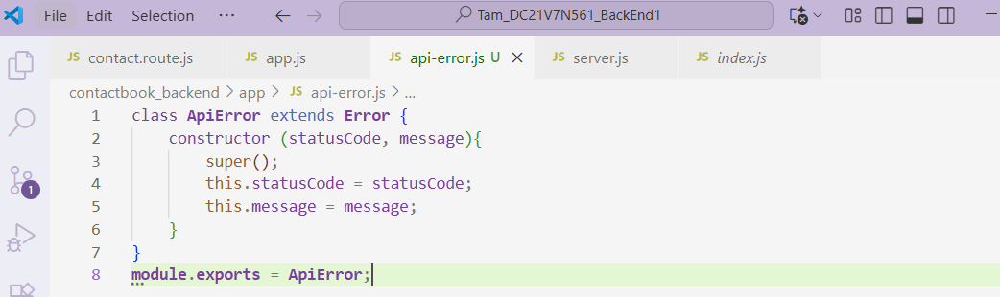 File Edit Selection ... Tam_DC21V7N561_BackEnd1
JS contact.route.js JS app.js JS api-error.js U JS server.js JS index.js
contactbook_backend > app > JS api-error.js > ...
1 class ApiError extends Error {
2 constructor (statusCode, message){
3 super();
4 this.statusCode = statusCode;
5 this.message = message;
6 }
7 }
8 module.exports = ApiError;
1